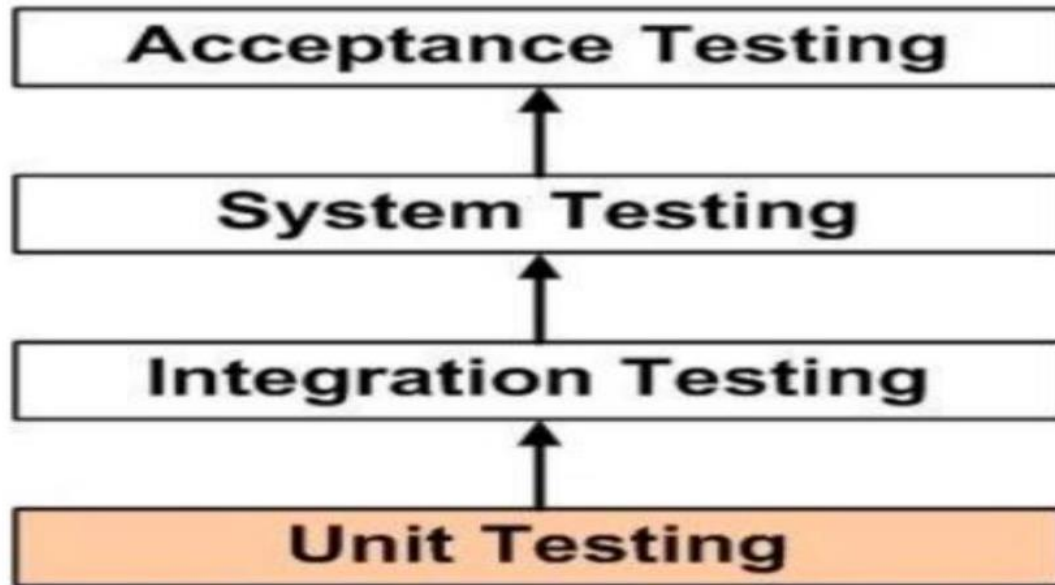 Acceptance Testing
System Testing
Integration Testing
Unit Testing